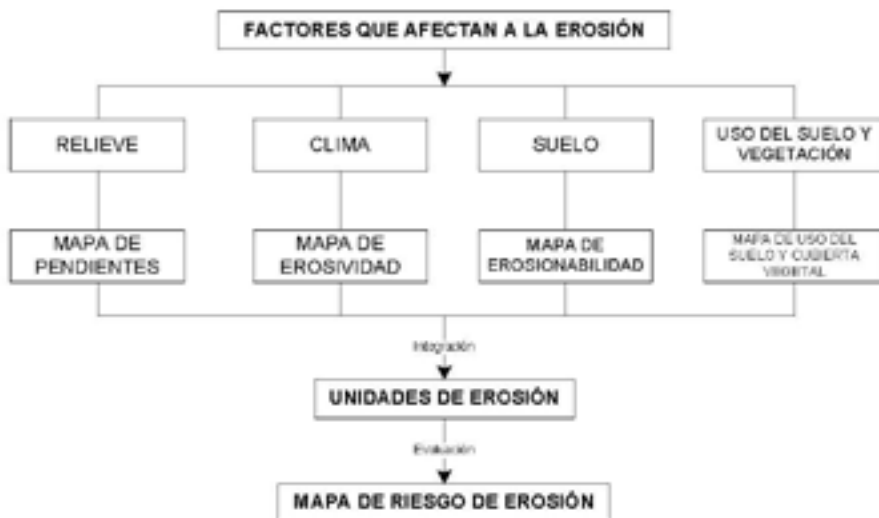 FACTORES QUE AFECTAN A LA EROSIÓN
RELIEVE
CLIMA
SUELO
USO DEL SUELO Y
VEGETACIÓN
MAPA DE
PENDIENTES
MAPA DE
EROSIVIDAD
MAPA DE
EROSIONABILIDAD
MAPA DE USO DEL
SUELO Y CUBIERTA
VEGETAL
Integración
UNIDADES DE EROSIÓN
Evaluación
MAPA DE RIESGO DE EROSIÓN